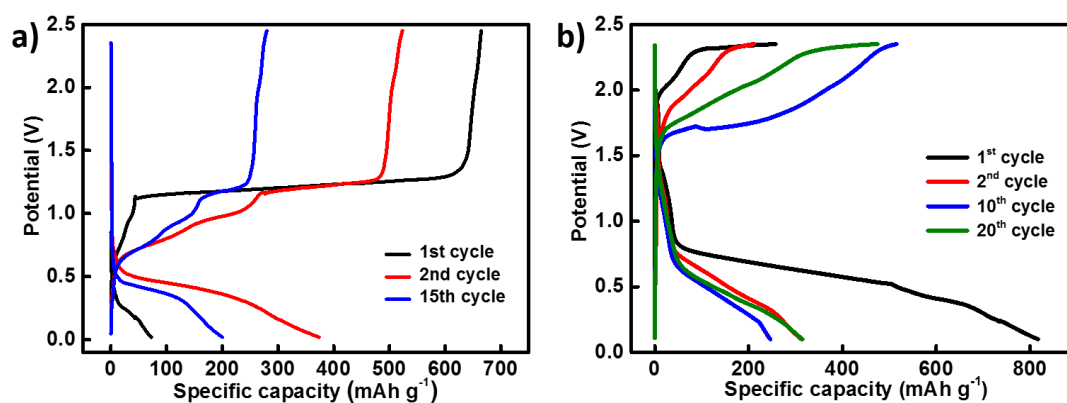 a)
2.5
2.0
1.5
1.0
0.5
0.0
Potential (V)
1st cycle
2nd cycle
15th cycle
0 100 200 300 400 500 600 700
Specific capacity (mAh g⁻¹)
b)
2.5
2.0
1.5
1.0
0.5
0.0
Potential (V)
1ˢᵗ cycle
2ⁿᵈ cycle
10ᵗʰ cycle
20ᵗʰ cycle
0 200 400 600 800
Specific capacity (mAh g⁻¹)